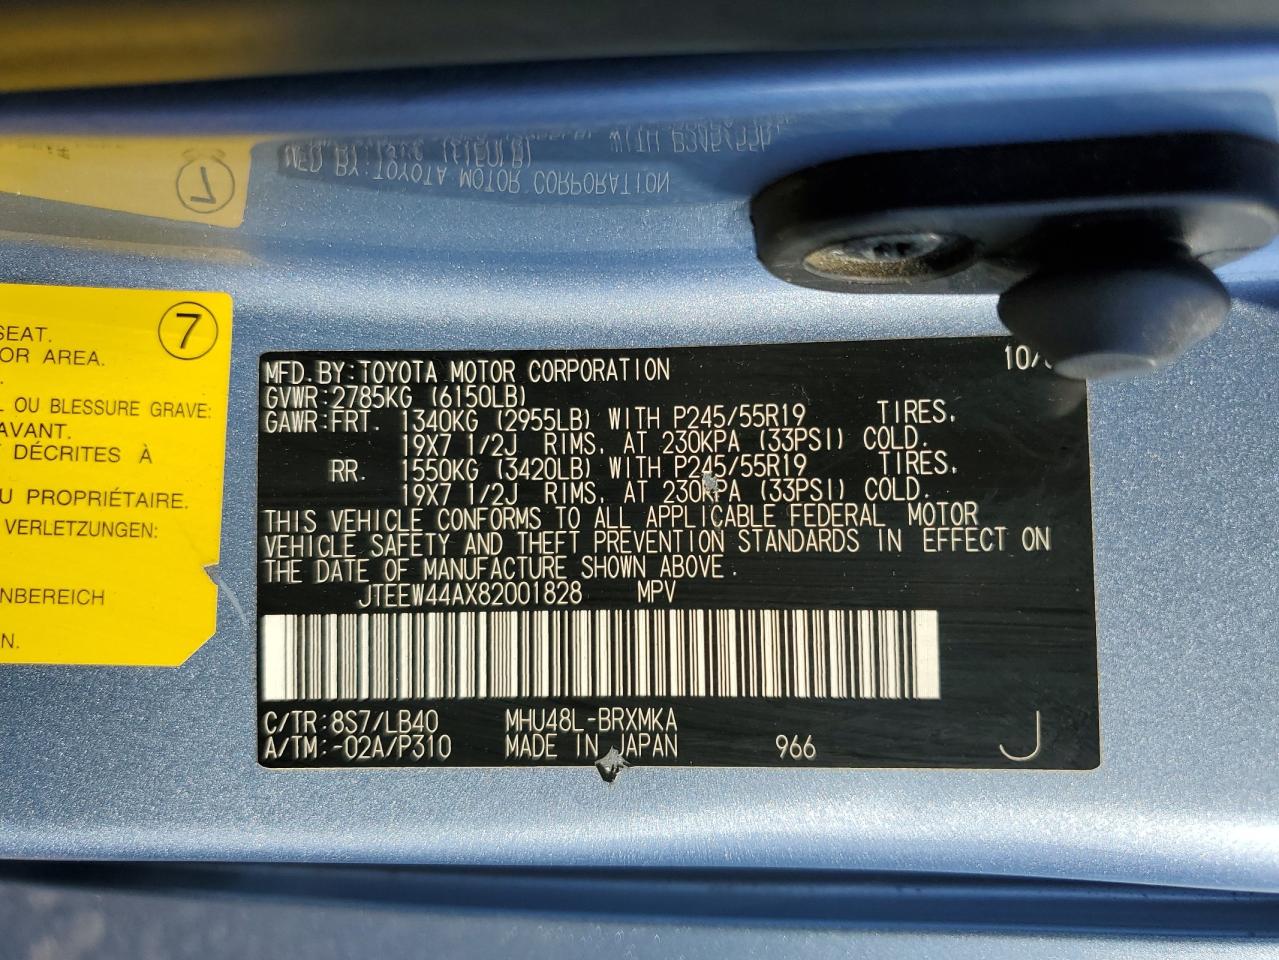 7
SEAT.
OR AREA.
L OU BLESSURE GRAVE:
AVANT.
T DÉCRITES À
U PROPRIÉTAIRE.
VERLETZUNGEN:
NBEREICH
N.
MFD.BY:TOYOTA MOTOR CORPORATION 10/
GVWR:2785KG (6150LB)
GAWR:FRT. 1340KG (2955LB) WITH P245/55R19 TIRES,
19X7 1/2J RIMS, AT 230KPA (33PSI) COLD.
RR. 1550KG (3420LB) WITH P245/55R19 TIRES,
19X7 1/2J RIMS, AT 230KPA (33PSI) COLD.
THIS VEHICLE CONFORMS TO ALL APPLICABLE FEDERAL MOTOR
VEHICLE SAFETY AND THEFT PREVENTION STANDARDS IN EFFECT ON
THE DATE OF MANUFACTURE SHOWN ABOVE.
JTEEW44AX82001828 MPV
C/TR:8S7/LB40 MHU48L-BRXMKA
A/TM:-02A/P310 MADE IN JAPAN 966 J